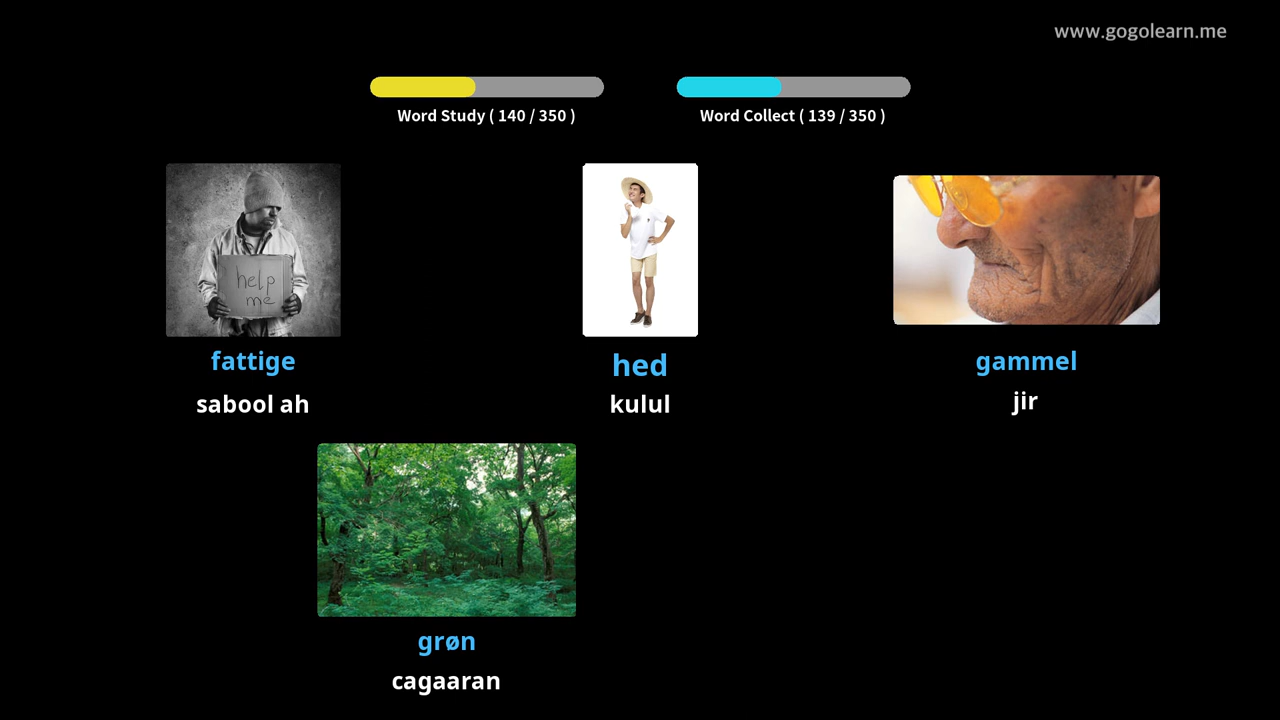 www.gogolearn.me
Word Study ( 140 / 350 )
Word Collect ( 139 / 350 )
help
me
fattige
sabool ah
hed
kulul
gammel
jir
grøn
cagaaran